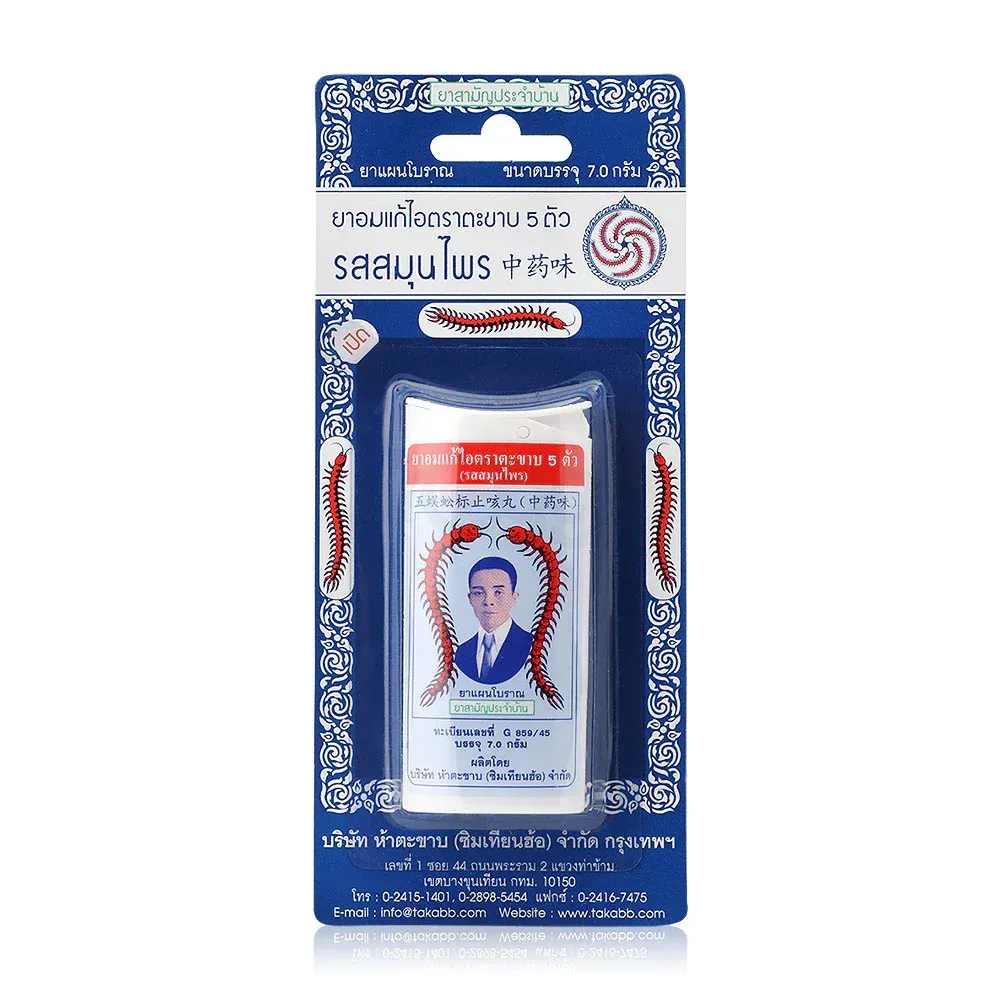 ยาสามัญประจำบ้าน
ยาแผนโบราณ ขนาดบรรจุ 7.0 กรัม
ยาอมแก้ไอตราตะขาบ 5 ตัว
รสสมุนไพร 中药味
เปิด
ยาอมแก้ไอตราตะขาบ 5 ตัว
(รสสมุนไพร)
五蜈蚣标止咳丸(中药味)
ยาแผนโบราณ
ยาสามัญประจำบ้าน
ทะเบียนเลขที่ G 859/45
บรรจุ 7.0 กรัม
ผลิตโดย
บริษัท ห้าตะขาบ (ซิมเทียนฮ้อ) จำกัด
บริษัท ห้าตะขาบ (ซิมเทียนฮ้อ) จำกัด กรุงเทพฯ
เลขที่ 1 ซอย 44 ถนนพระราม 2 แขวงท่าข้าม
เขตบางขุนเทียน กทม. 10150
โทร : 0-2415-1401, 0-2898-5454 แฟกซ์ : 0-2416-7475
E-mail : info@takabb.com Website : www.takabb.com